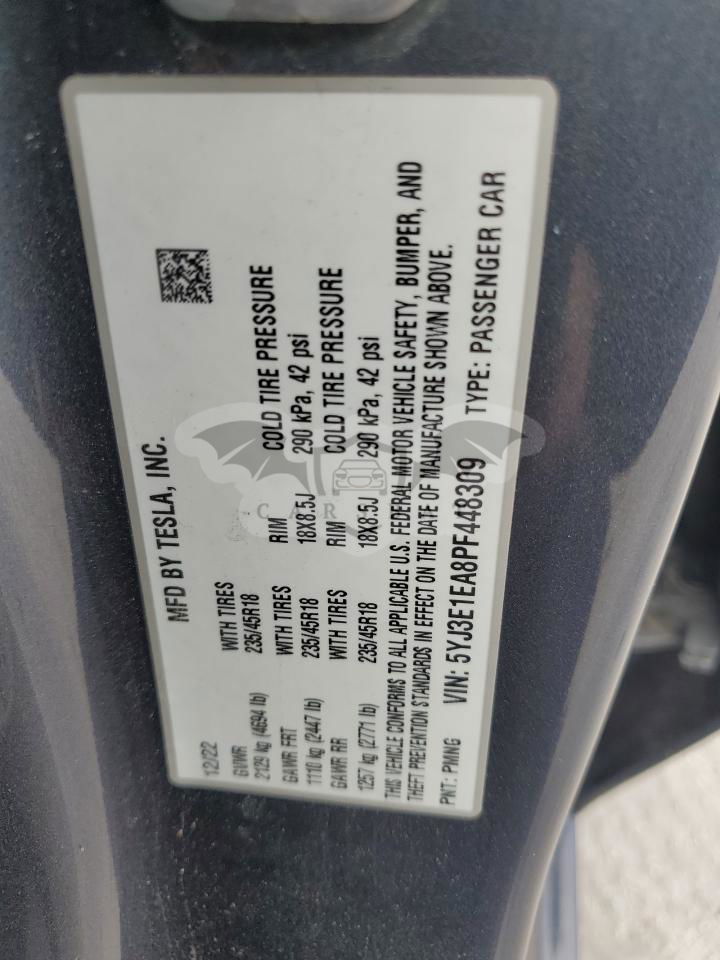 MFD BY TESLA, INC.
12/22
GVWR WITH TIRES RIM COLD TIRE PRESSURE
2129 kg (4694 lb) 235/45R18 18X8.5J 290 kPa, 42 psi
GAWR FRT WITH TIRES RIM COLD TIRE PRESSURE
1110 kg (2447 lb) 235/45R18 18X8.5J 290 kPa, 42 psi
GAWR RR WITH TIRES
1257 kg (2771 lb) 235/45R18
THIS VEHICLE CONFORMS TO ALL APPLICABLE U.S. FEDERAL MOTOR VEHICLE SAFETY, BUMPER, AND
THEFT PREVENTION STANDARDS IN EFFECT ON THE DATE OF MANUFACTURE SHOWN ABOVE.
PNT: PMNG VIN: 5YJ3E1EA8PF448309 TYPE: PASSENGER CAR
CAR